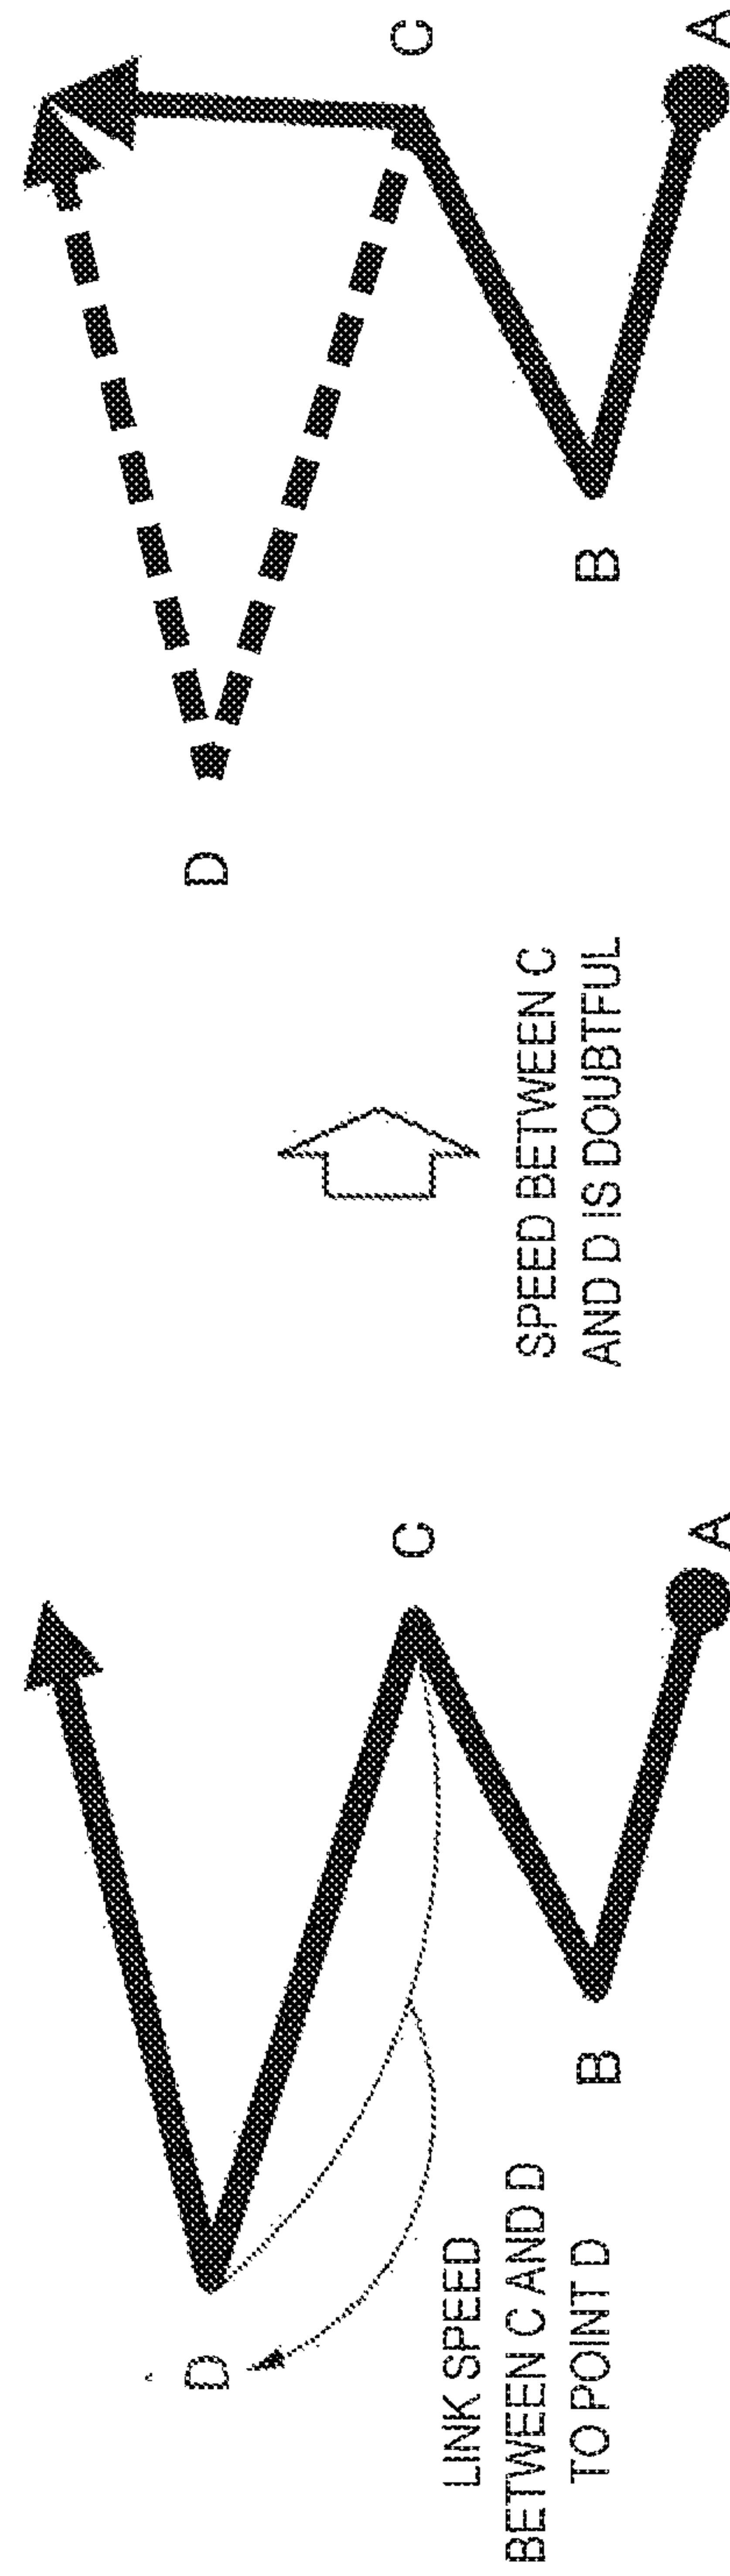 D
C
LINK SPEED
BETWEEN C AND D
TO POINT D
B
A
SPEED BETWEEN C
AND D IS DOUBTFUL
D
C
B
A